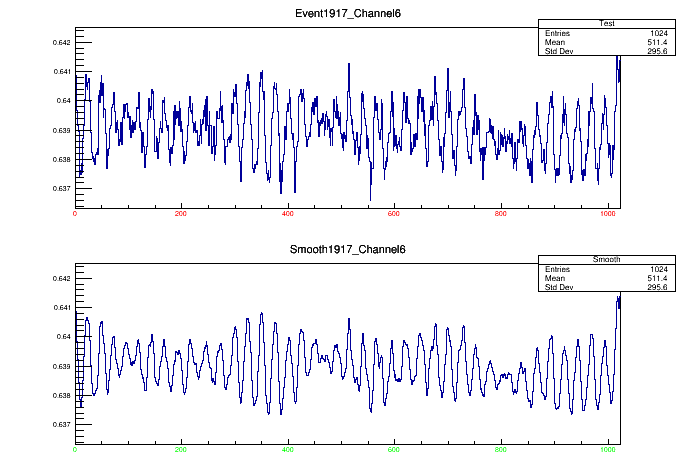 Event1917_Channel6
Test
Entries 1024
Mean 511.4
Std Dev 295.6
0.642
0.641
0.64
0.639
0.638
0.637
0 200 400 600 800 1000
Smooth1917_Channel6
Smooth
Entries 1024
Mean 511.4
Std Dev 295.6
0.642
0.641
0.64
0.639
0.638
0.637
0 200 400 600 800 1000